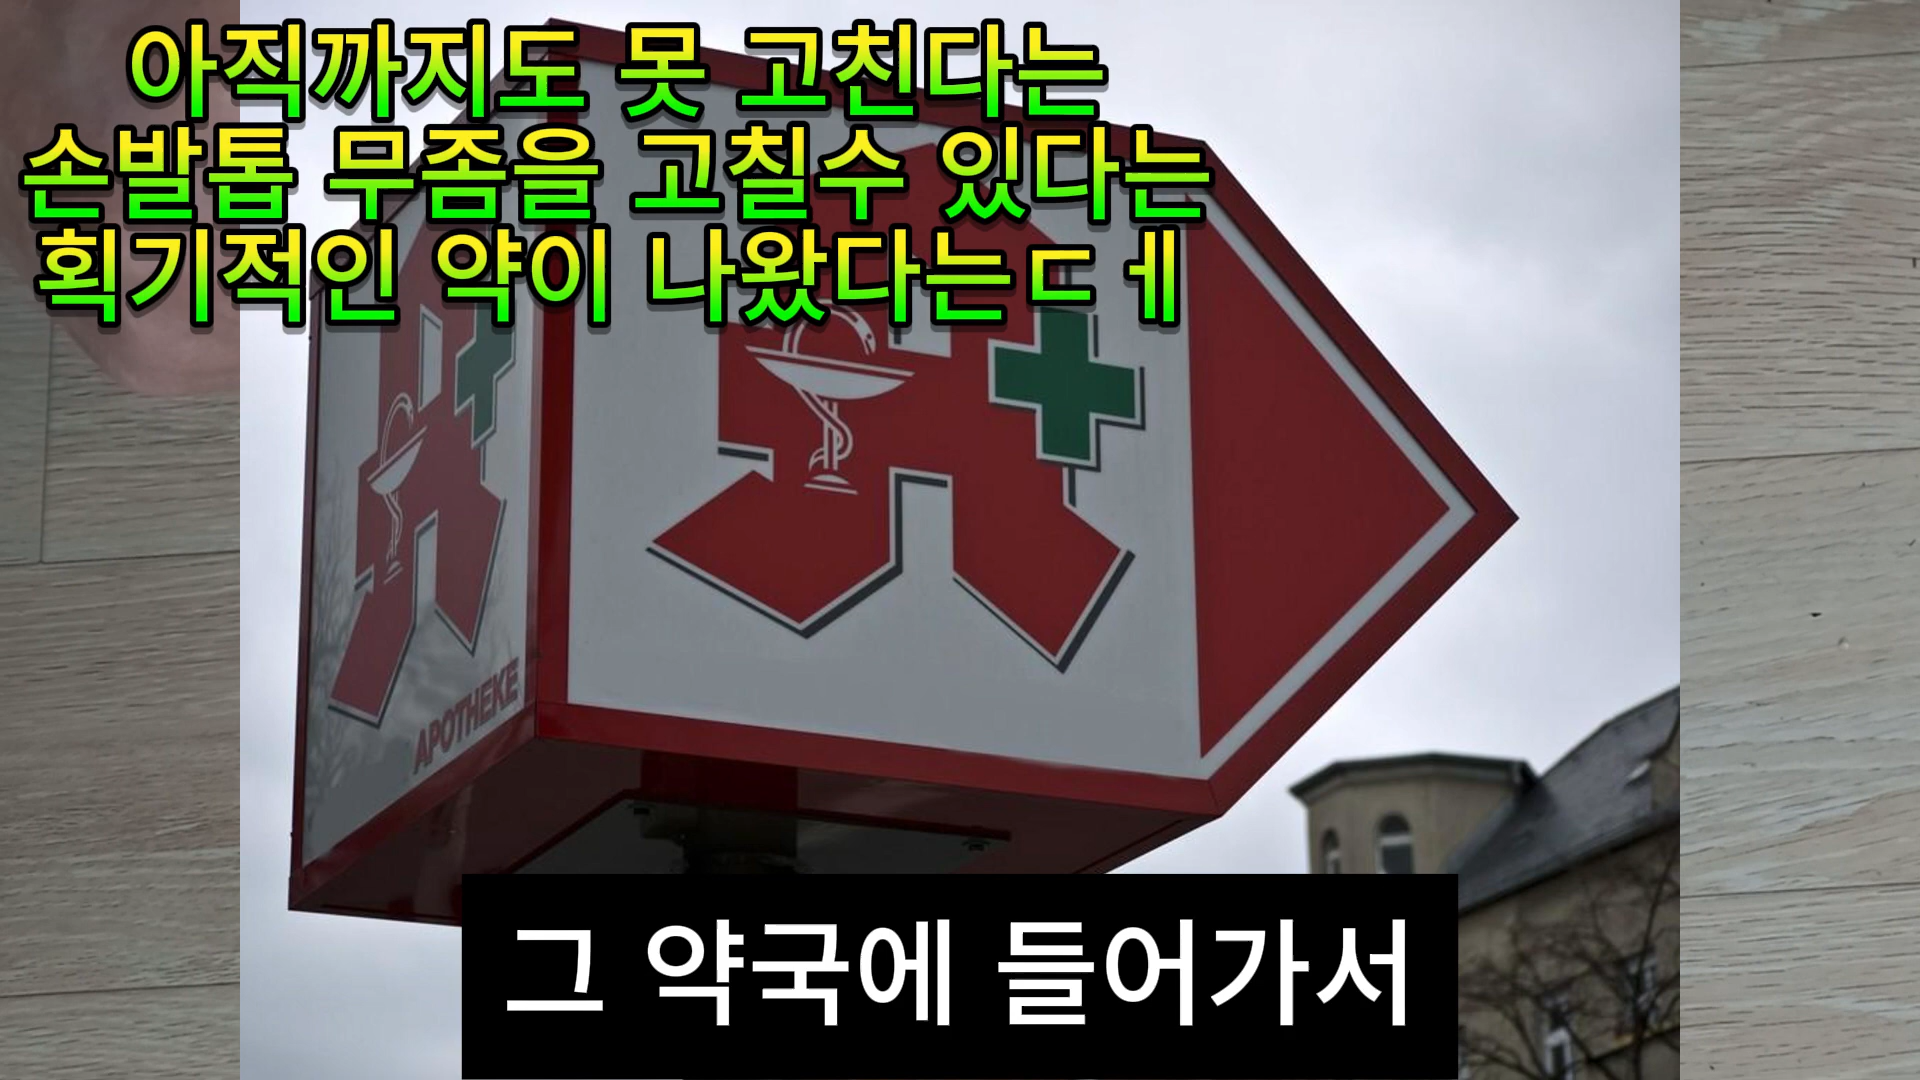 아직까지도 못 고친다는
손발톱 무좀을 고칠수 있다는
획기적인 약이 나왔다는ㄷㅔ
APOTHEKE
그 약국에 들어가서